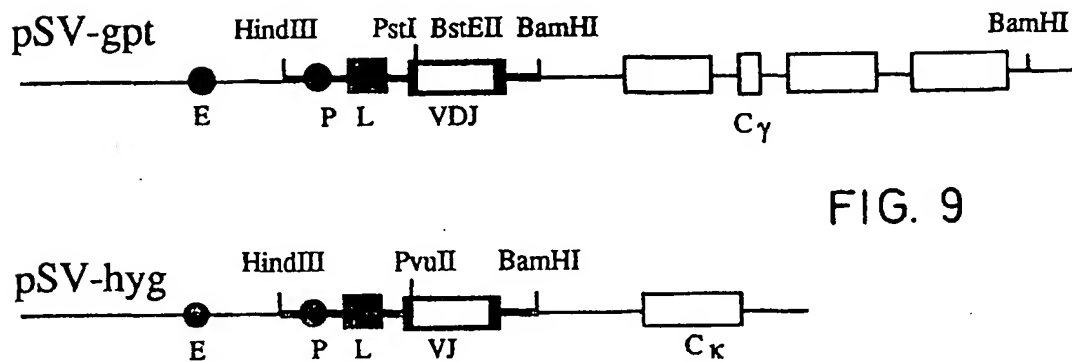 pSV-gpt
HindIII PstI BstEII BamHI BamHI
E P L VDJ Cγ
FIG. 9
pSV-hyg
HindIII PvuII BamHI
E P L VJ Cκ